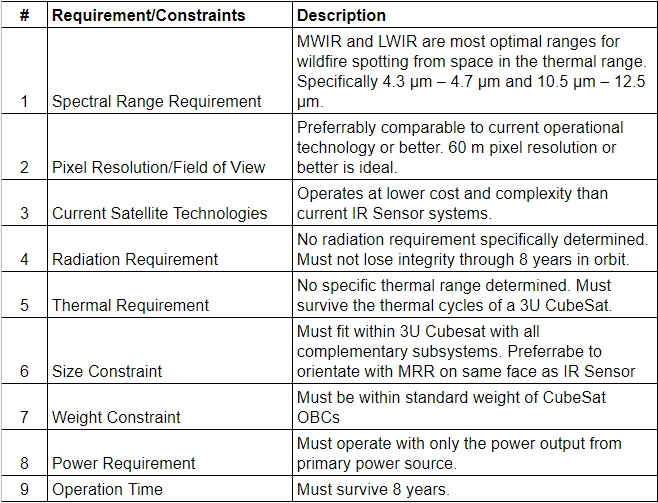 # Requirement/Constraints Description
MWIR and LWIR are most optimal ranges for
wildfire spotting from space in the thermal range.
Specifically 4.3 μm – 4.7 μm and 10.5 μm – 12.5
1 Spectral Range Requirement μm.
Preferrably comparable to current operational
technology or better. 60 m pixel resolution or
2 Pixel Resolution/Field of View better is ideal.
Operates at lower cost and complexity than
3 Current Satellite Technologies current IR Sensor systems.
No radiation requirement specifically determined.
4 Radiation Requirement Must not lose integrity through 8 years in orbit.
No specific thermal range determined. Must
5 Thermal Requirement survive the thermal cycles of a 3U CubeSat.
Must fit within 3U Cubesat with all
complementary subsystems. Preferrabe to
6 Size Constraint orientate with MRR on same face as IR Sensor
Must be within standard weight of CubeSat
7 Weight Constraint OBCs
Must operate with only the power output from
8 Power Requirement primary power source.
9 Operation Time Must survive 8 years.